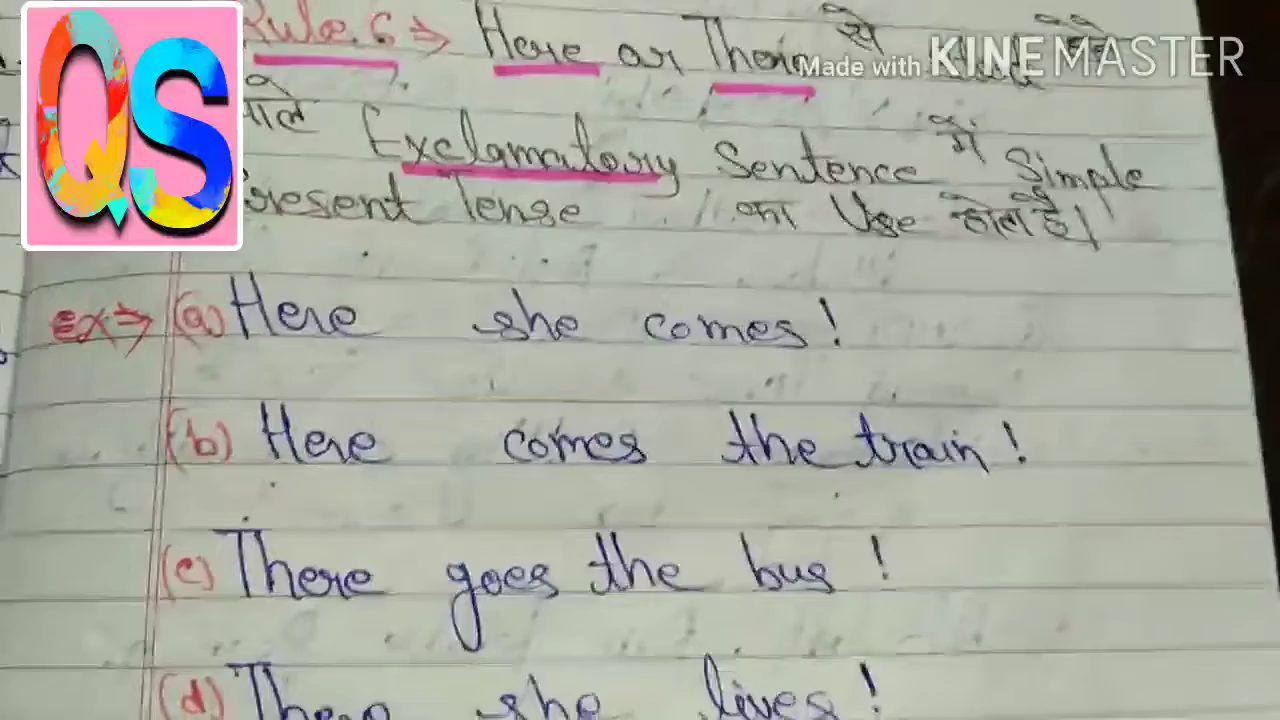 QS
Rule. 6 ⇒ Here or There से Start होने
Made with KINEMASTER
वाले Exclamatory Sentence में Simple
Present Tense का Use होता है।
Ex ⇒ (a) Here she comes!
(b) Here comes the train!
(c) There goes the bus!
(d) There she lives!